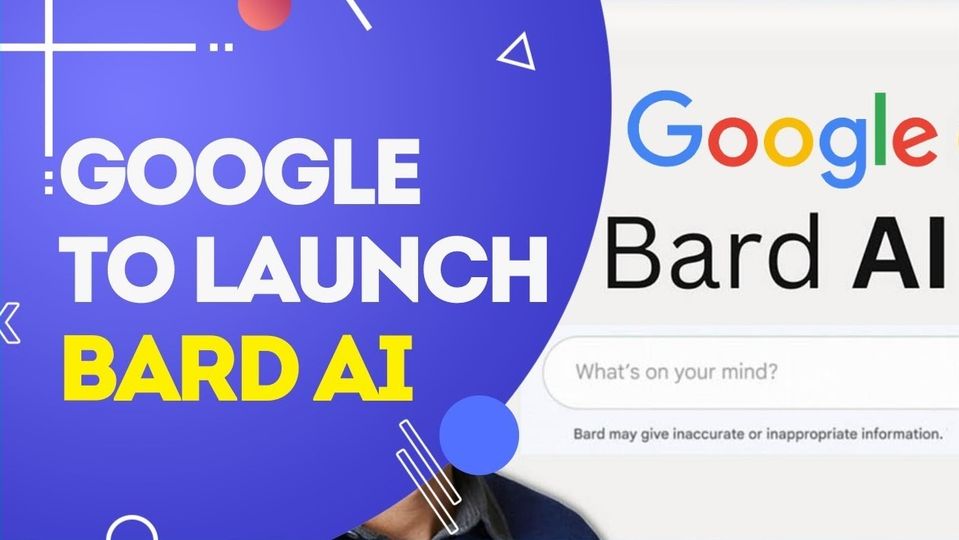 GOOGLE
TO LAUNCH
BARD AI
Google
Bard AI
What's on your mind?
Bard may give inaccurate or inappropriate information.